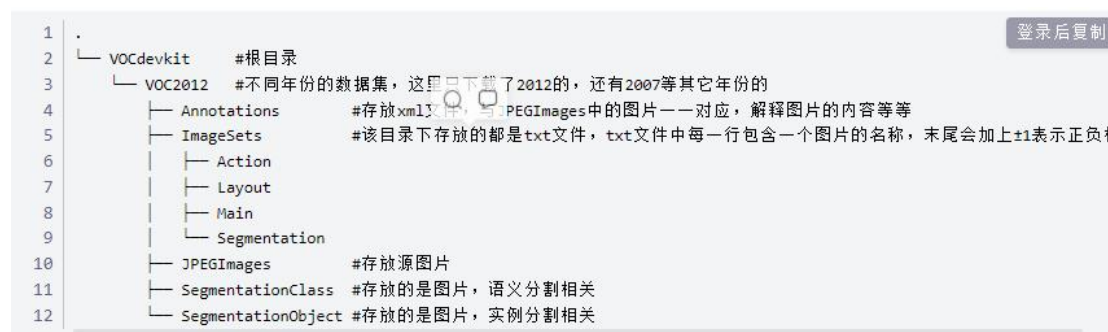 登录后复制
1 .
2 └── VOCdevkit #根目录
3 └── VOC2012 #不同年份的数据集，这里只下载了2012的，还有2007等其它年份的
4 ├── Annotations #存放xml文件，与JPEGImages中的图片一一对应，解释图片的内容等等
5 ├── ImageSets #该目录下存放的都是txt文件，txt文件中每一行包含一个图片的名称，末尾会加上±1表示正负
6 │ ├── Action
7 │ ├── Layout
8 │ ├── Main
9 │ └── Segmentation
10 ├── JPEGImages #存放源图片
11 ├── SegmentationClass #存放的是图片，语义分割相关
12 └── SegmentationObject #存放的是图片，实例分割相关